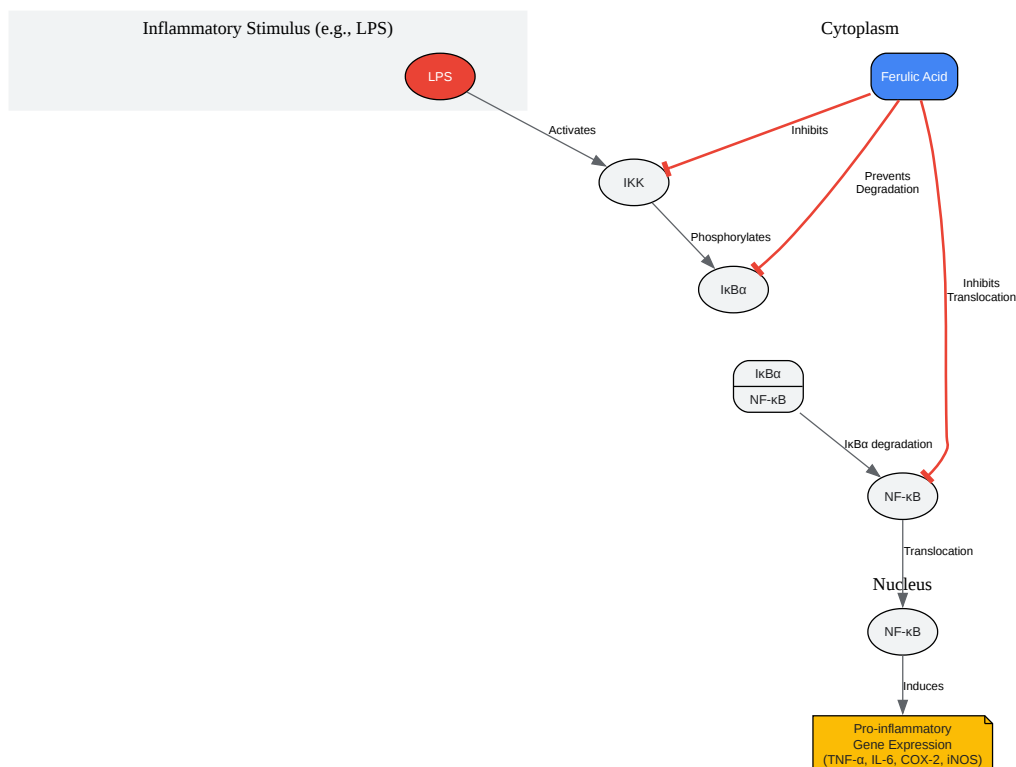 Inflammatory Stimulus (e.g., LPS)
Cytoplasm
LPS
Ferulic Acid
Activates
Inhibits
IKK
Prevents
Degradation
Phosphorylates
IκBα
Inhibits
Translocation
IκBα
NF-κB
IκBα degradation
NF-κB
Translocation
Nucleus
NF-κB
Induces
Pro-inflammatory
Gene Expression
(TNF-α, IL-6, COX-2, iNOS)